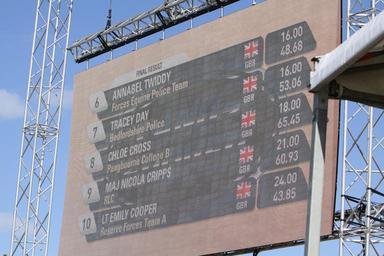 FINAL RESULT
6 ANNABEL TWIDDY GBR 16.00
Forces Equine Police Team 48.68
7 TRACEY DAY GBR 16.00
Bedfordshire Police 53.06
8 CHLOE CROSS GBR 18.00
Pangbourne College B 65.45
9 MAJ NICOLA CRIPPS GBR 21.00
RLC 60.93
10 LT EMILY COOPER GBR 24.00
Reserve Forces Team A 43.85